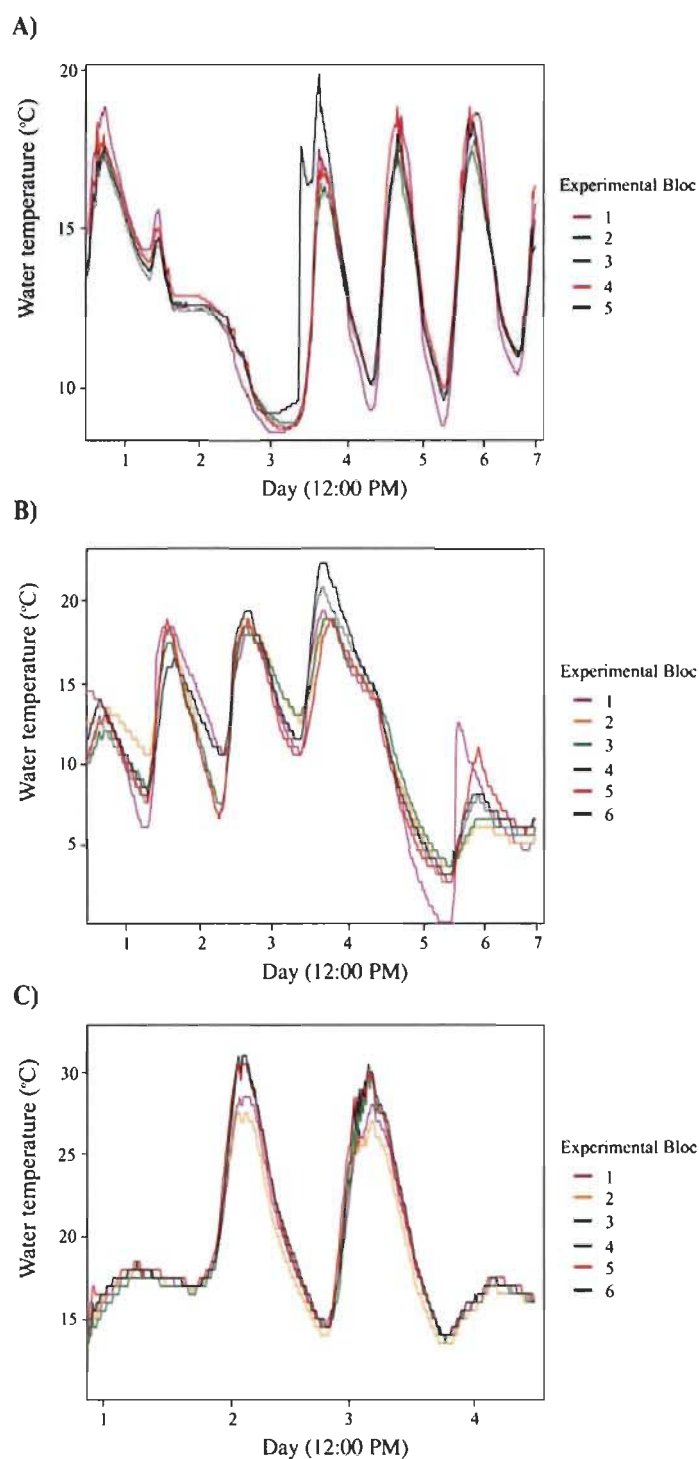 A)
Water temperature (°C)
20
15
10
1 2 3 4 5 6 7
Day (12:00 PM)
Experimental Bloc
1
2
3
4
5
B)
Water temperature (°C)
20
15
10
5
1 2 3 4 5 6 7
Day (12:00 PM)
Experimental Bloc
1
2
3
4
5
6
C)
Water temperature (°C)
30
25
20
15
1 2 3 4
Day (12:00 PM)
Experimental Bloc
1
2
3
4
5
6